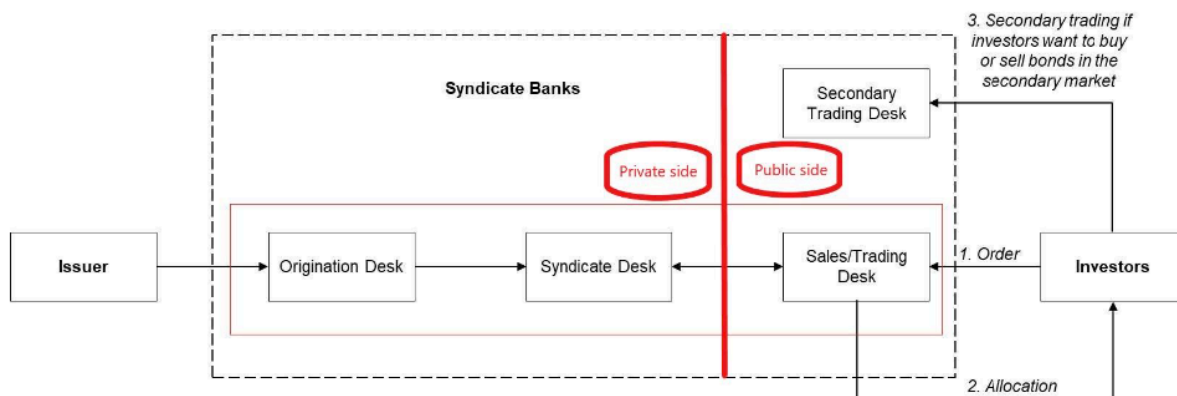 3. Secondary trading if
investors want to buy
or sell bonds in the
secondary market
Syndicate Banks
Secondary
Trading Desk
Private side
Public side
Issuer
Origination Desk
Syndicate Desk
Sales/Trading
Desk
1. Order
Investors
2. Allocation